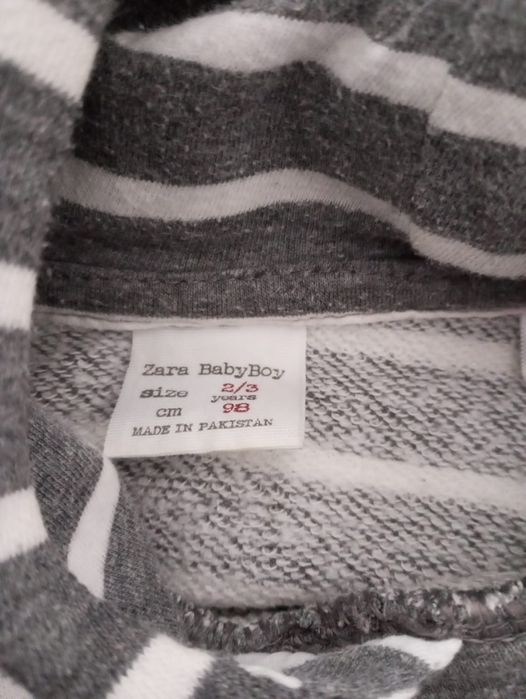 Zara BabyBoy
size 2/3 years
cm 98
MADE IN PAKISTAN